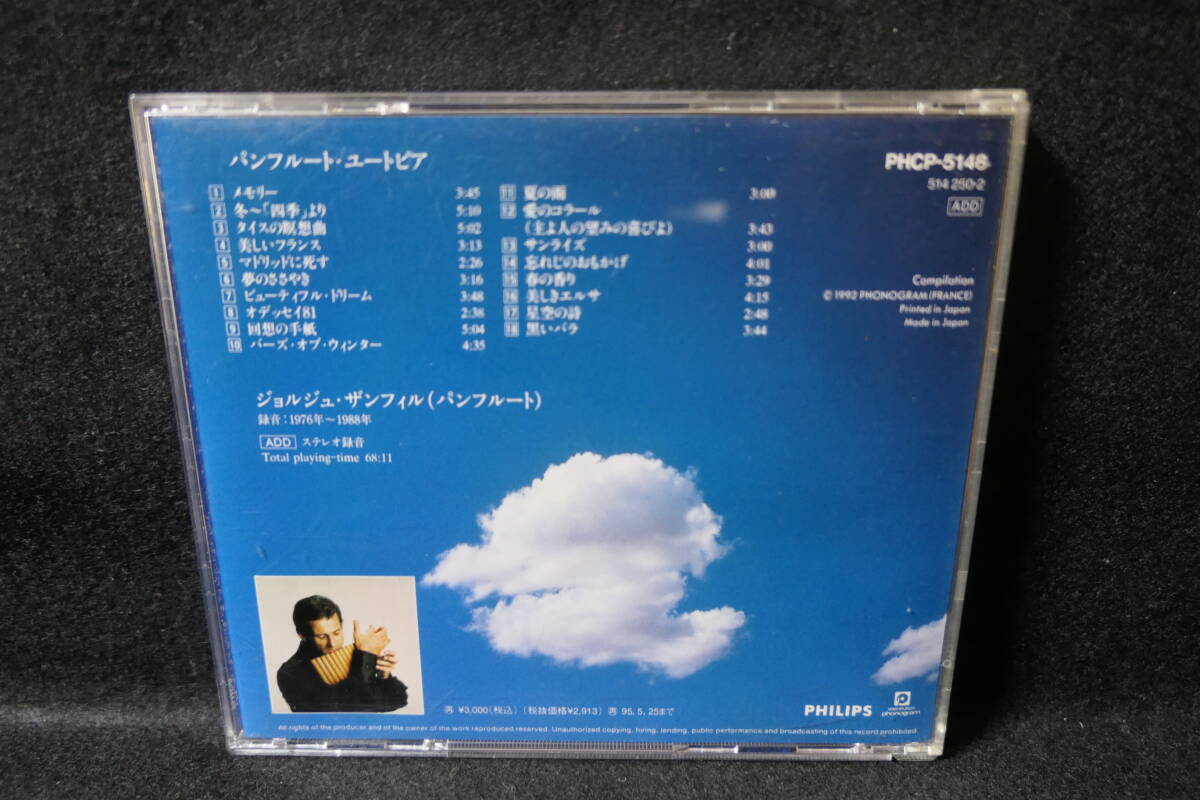 パンフルート・ユートピア
1 メモリー 3:45
2 冬～「四季」より 5:10
3 タイスの瞑想曲 5:02
4 美しいフランス 3:13
5 マドリッドに死す 2:26
6 夢のささやき 3:16
7 ビューティフル・ドリーム 3:48
8 オデッセイ81 2:38
9 回想の手紙 5:04
10 バーズ・オブ・ウィンター 4:35
11 夏の雨 3:00
12 愛のコラール
(主よ人の望みの喜びよ) 3:43
13 サンライズ 3:00
14 忘れじのおもかげ 4:01
15 春の香り 3:29
16 美しきエルサ 4:15
17 星空の詩 2:48
18 黒いバラ 3:44
PHCP-5148
514 250-2
ADD
Compilation
© 1992 PHONOGRAM (FRANCE)
Printed in Japan
Made in Japan
ジョルジュ・ザンフィル(パンフルート)
録音:1976年～1988年
ADD ステレオ録音
Total playing-time 68:11
再 ¥3,000(税込) (税抜価格¥2,913) 再 95.5.25まで
PHILIPS
distribution
phonogram
All rights of the producer and of the owner of the work reproduced reserved. Unauthorized copying, hiring, lending, public performance and broadcasting of this record prohibited.